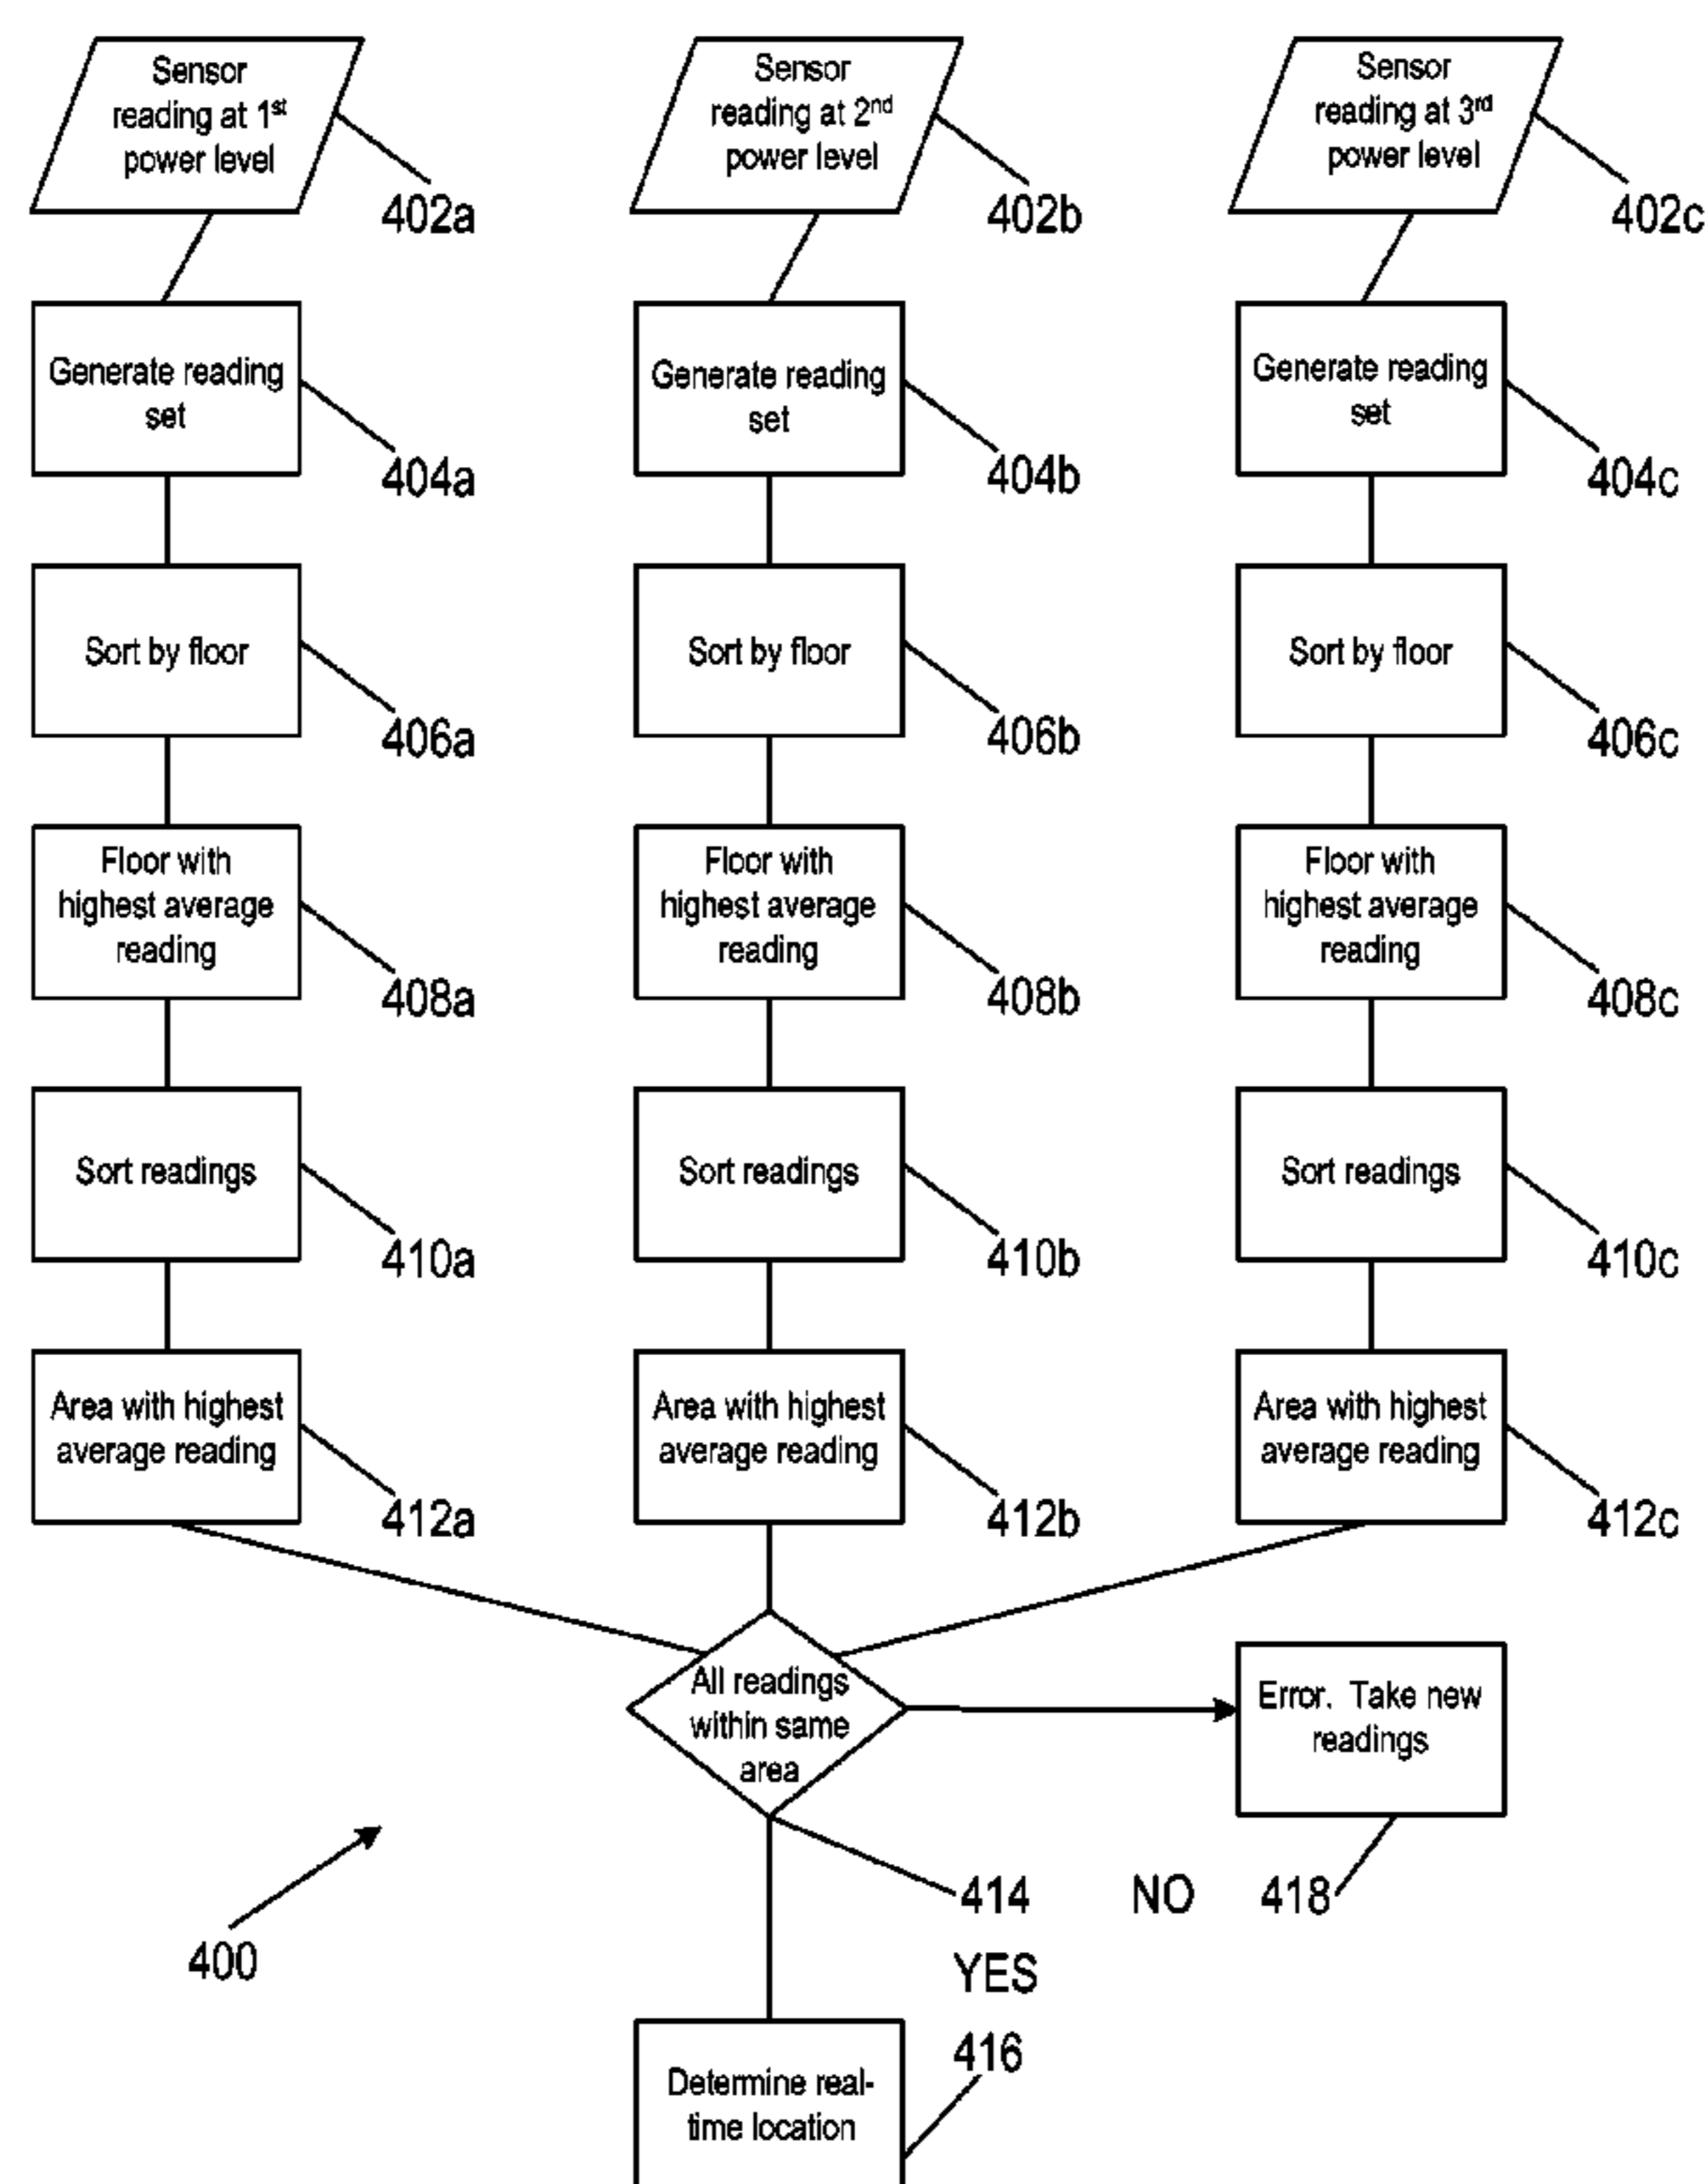 Sensor
reading at 1st
power level
402a
Sensor
reading at 2nd
power level
402b
Sensor
reading at 3rd
power level
402c
Generate reading
set
404a
Generate reading
set
404b
Generate reading
set
404c
Sort by floor
406a
Sort by floor
406b
Sort by floor
406c
Floor with
highest average
reading
408a
Floor with
highest average
reading
408b
Floor with
highest average
reading
408c
Sort readings
410a
Sort readings
410b
Sort readings
410c
Area with highest
average reading
412a
Area with highest
average reading
412b
Area with highest
average reading
412c
All readings
within same
area
Error. Take new
readings
414
NO
418
400
YES
416
Determine real-
time location